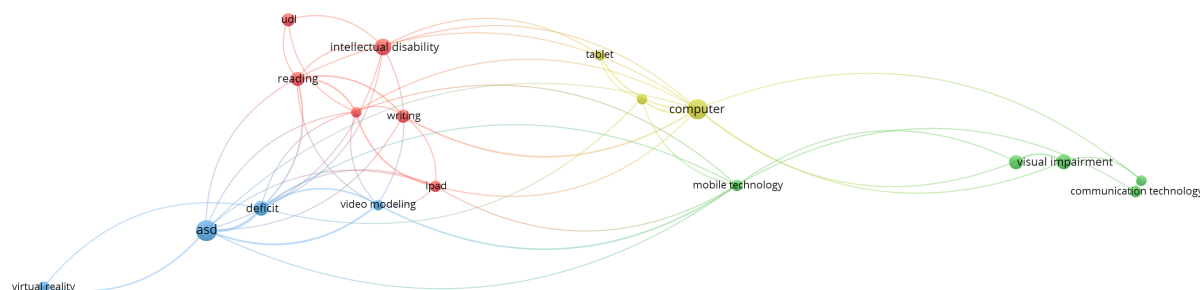 udl
intellectual disability
tablet
reading
computer
writing
visual impairment
mobile technology
ipad
communication technology
video modeling
deficit
asd
virtual reality